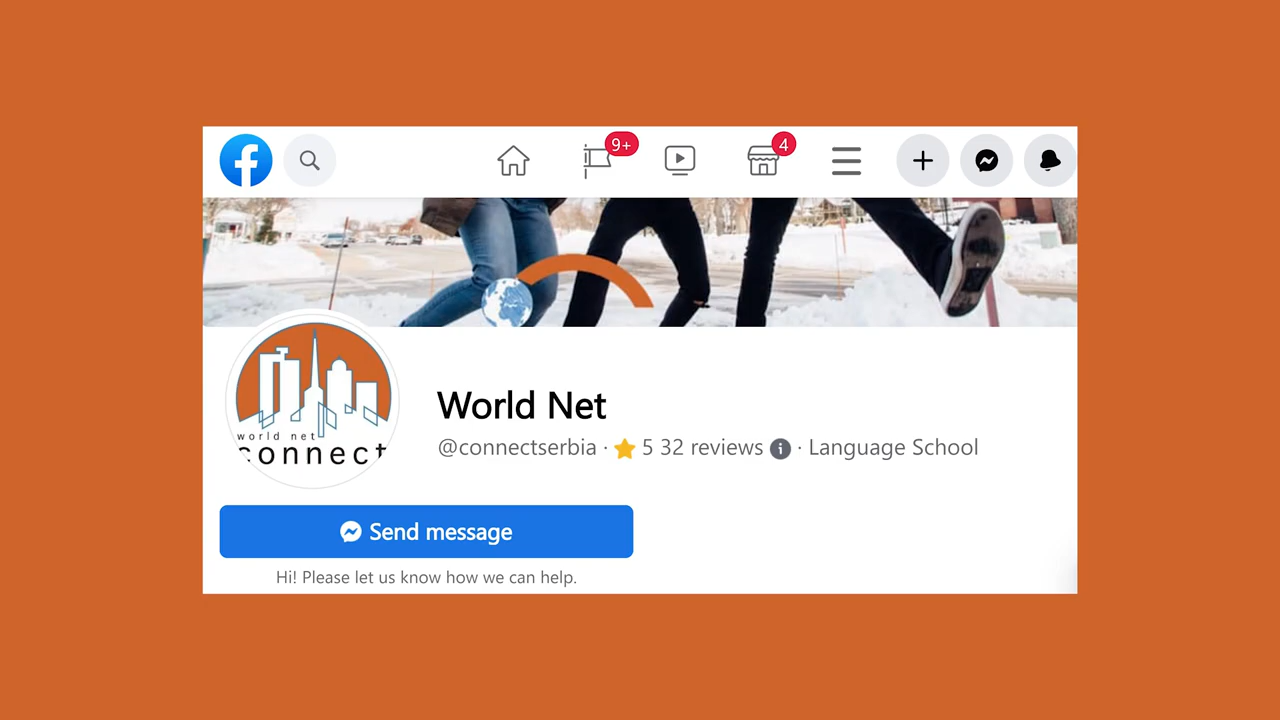 9+
4
world net
connect
World Net
@connectserbia · 5 32 reviews · Language School
Send message
Hi! Please let us know how we can help.